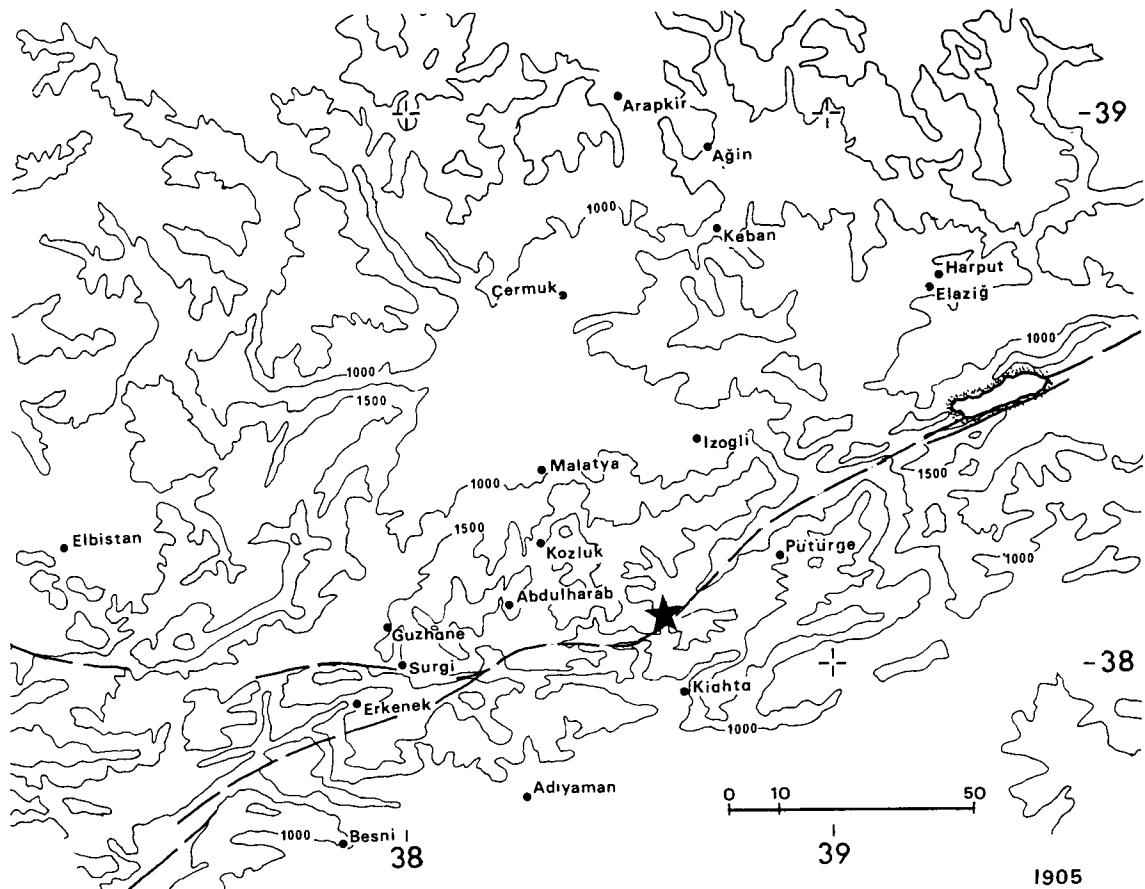 Arapkir
-39
Ağin
1000
Keban
Harput
Çermuk
Elaziğ
1000
1000
1500
Izogli
Malatya
1500
1000
1500
Elbistan
Kozluk
Pütürge
1000
Abdulharab
Guzhane
Surgi
-38
Kiahta
Erkenek
1000
Adıyaman
0 10 50
1000
Besni
38
39
1905